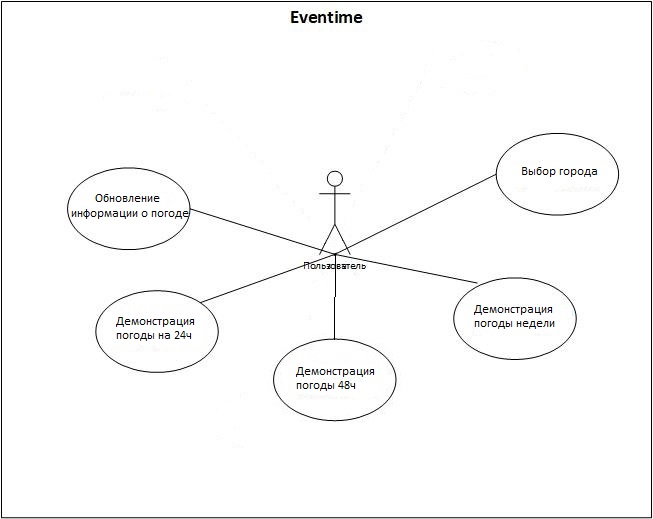 Eventime
Выбор города
Обновление
информации о погоде
Пользователь
Демонстрация
погоды недели
Демонстрация
погоды на 24ч
Демонстрация
погоды 48ч